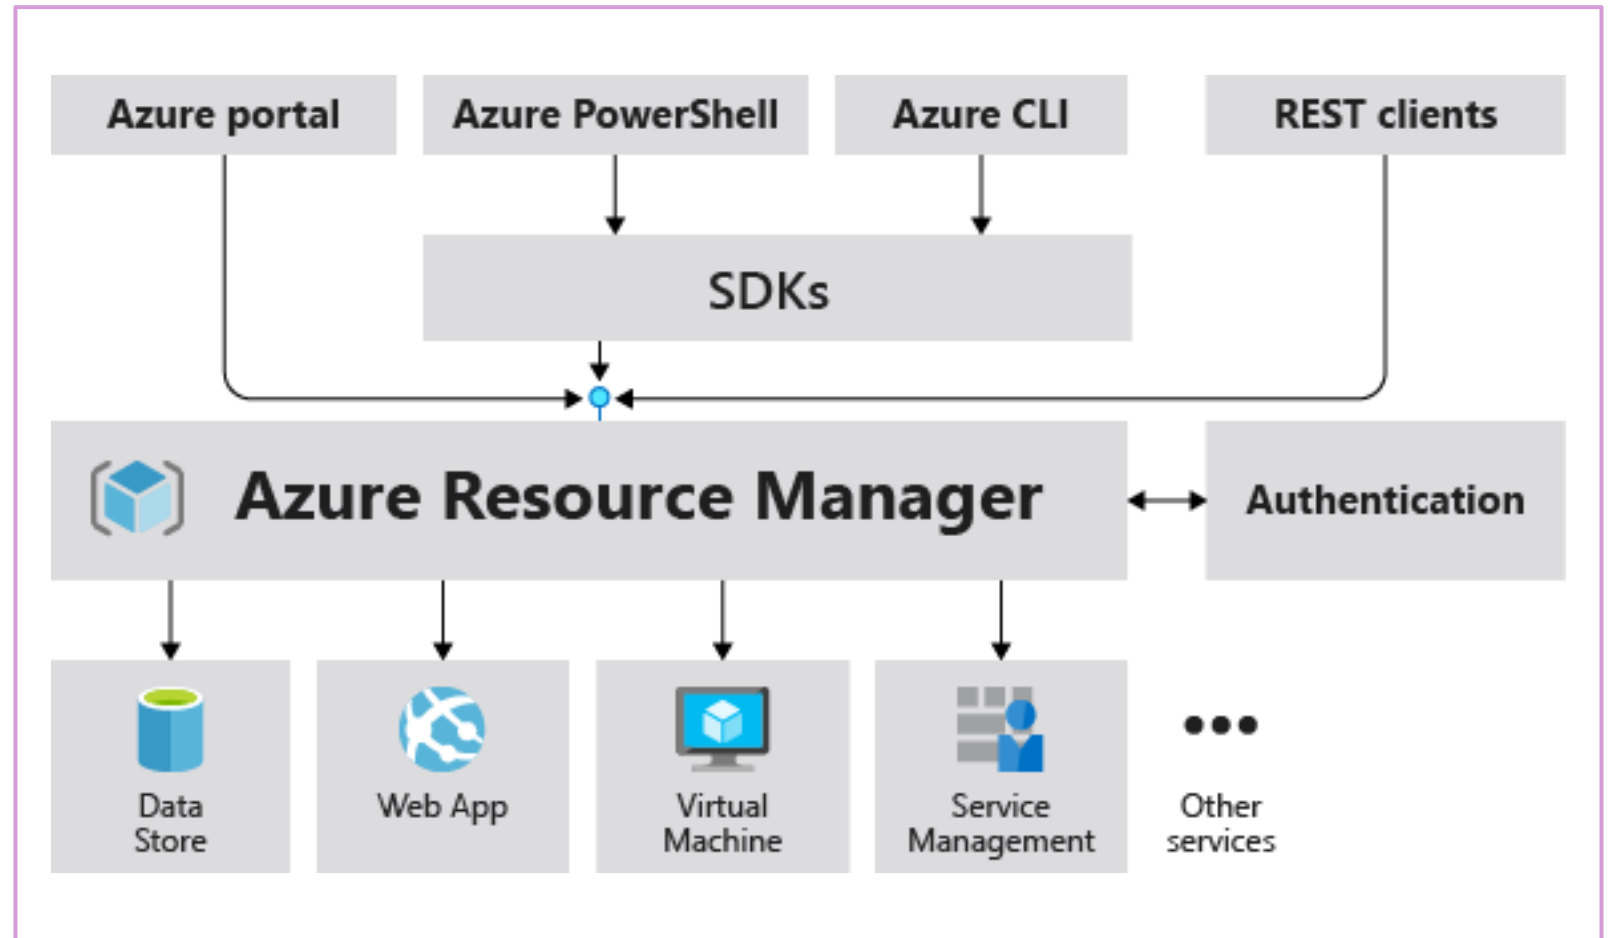 Azure portal
Azure PowerShell
Azure CLI
REST clients
SDKs
Azure Resource Manager
Authentication
Data
Store
Web App
Virtual
Machine
Service
Management
Other
services